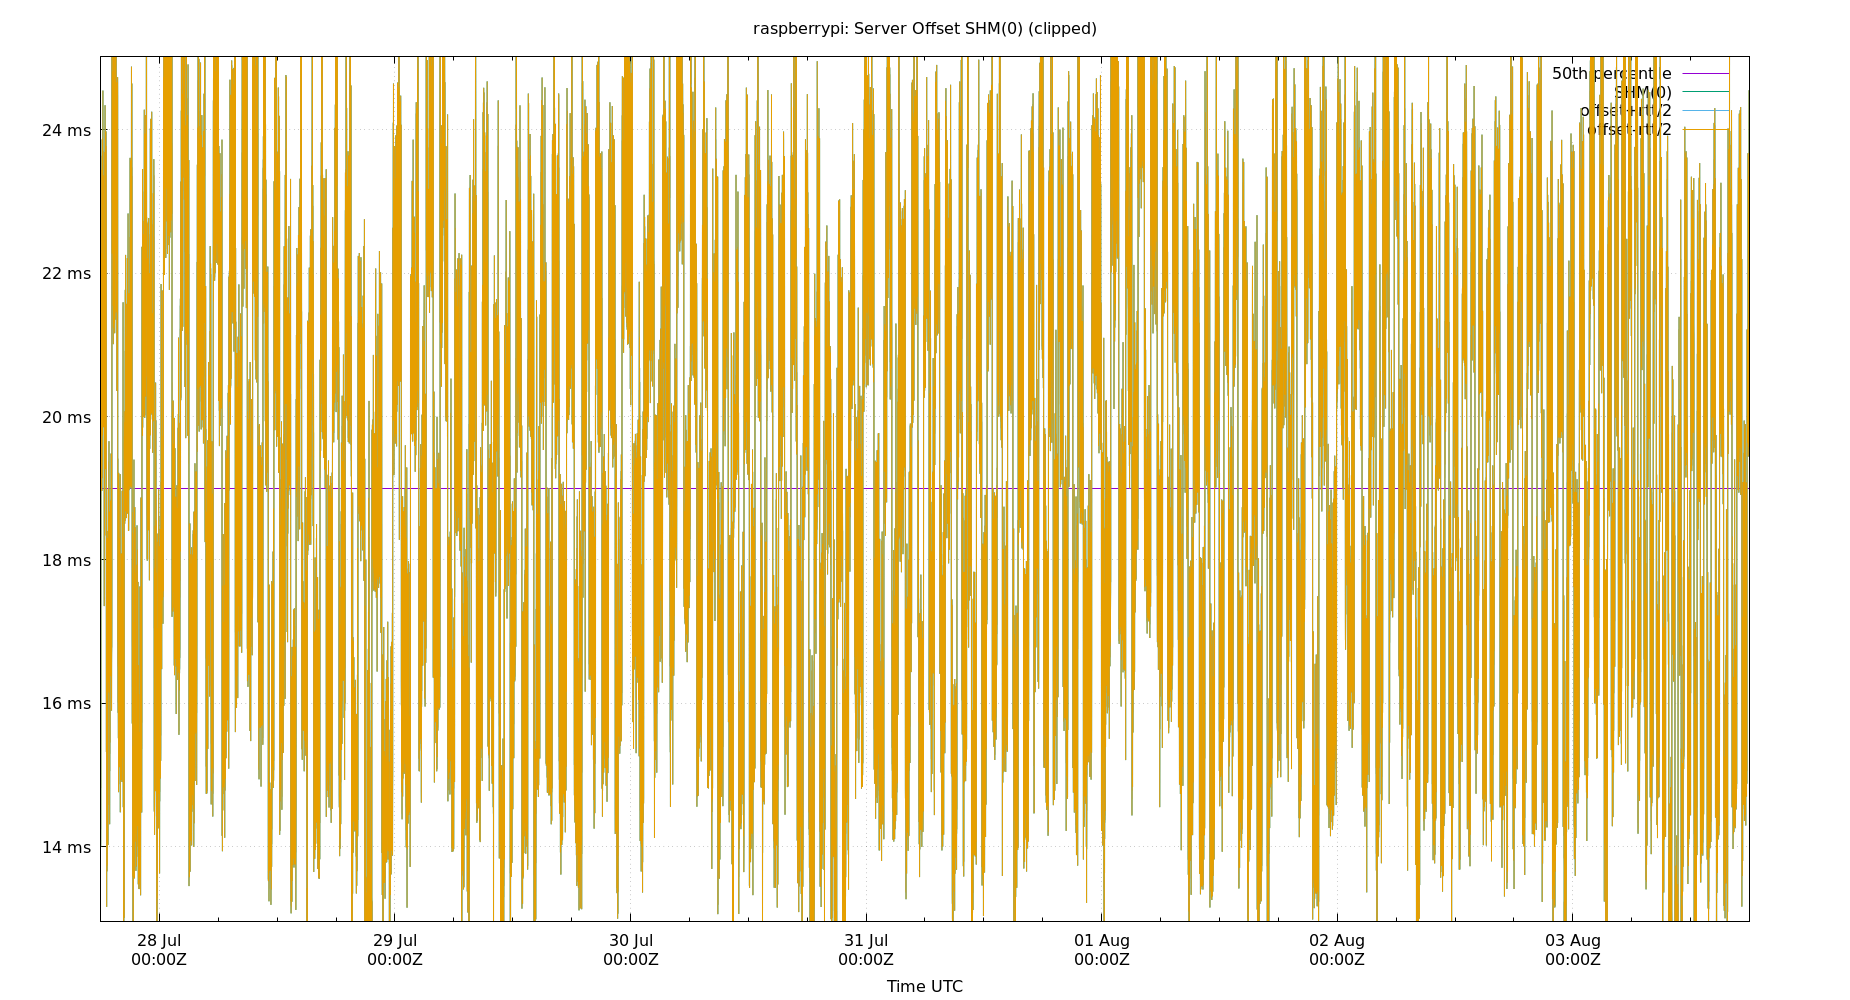 raspberrypi: Server Offset SHM(0) (clipped)
50th percentile
SHM(0)
offset+rtt/2
offset-rtt/2
24 ms
22 ms
20 ms
18 ms
16 ms
14 ms
28 Jul 29 Jul 30 Jul 31 Jul 01 Aug 02 Aug 03 Aug
00:00Z 00:00Z 00:00Z 00:00Z 00:00Z 00:00Z 00:00Z
Time UTC